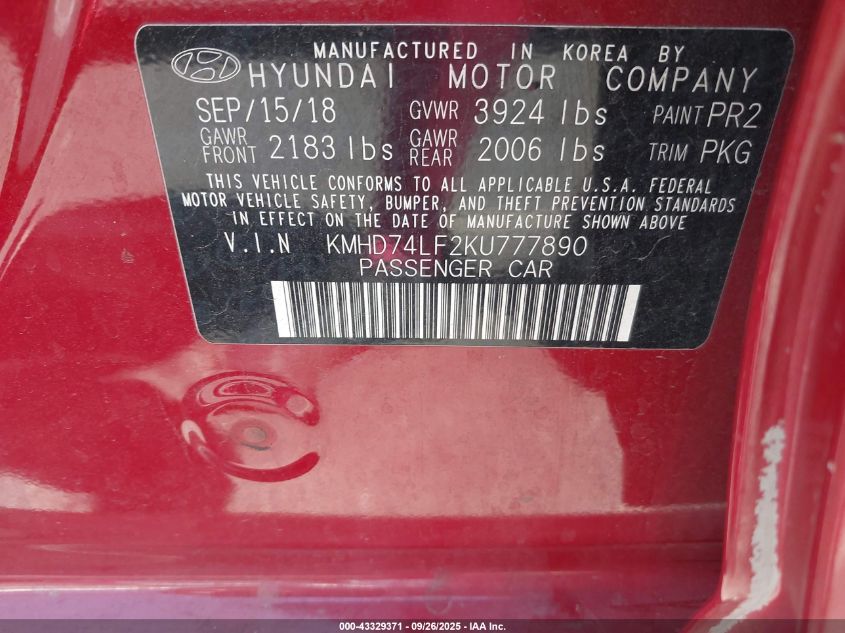 MANUFACTURED IN KOREA BY
HYUNDAI MOTOR COMPANY
SEP/15/18 GVWR 3924 lbs PAINT PR2
GAWR FRONT 2183 lbs GAWR REAR 2006 lbs TRIM PKG
THIS VEHICLE CONFORMS TO ALL APPLICABLE U.S.A. FEDERAL
MOTOR VEHICLE SAFETY, BUMPER, AND THEFT PREVENTION STANDARDS
IN EFFECT ON THE DATE OF MANUFACTURE SHOWN ABOVE
V.I.N KMHD74LF2KU777890
PASSENGER CAR
000-43329371 - 09/26/2025 - IAA Inc.